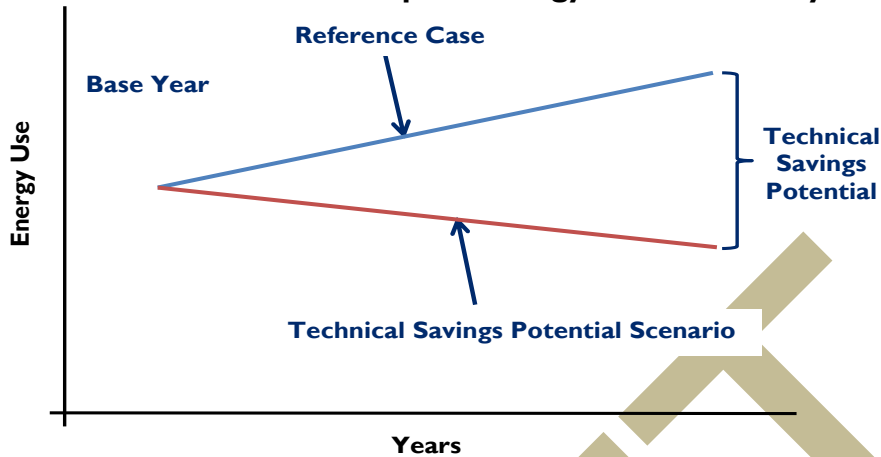 Reference Case
Base Year
Energy Use
Technical
Savings
Potential
Technical Savings Potential Scenario
Years